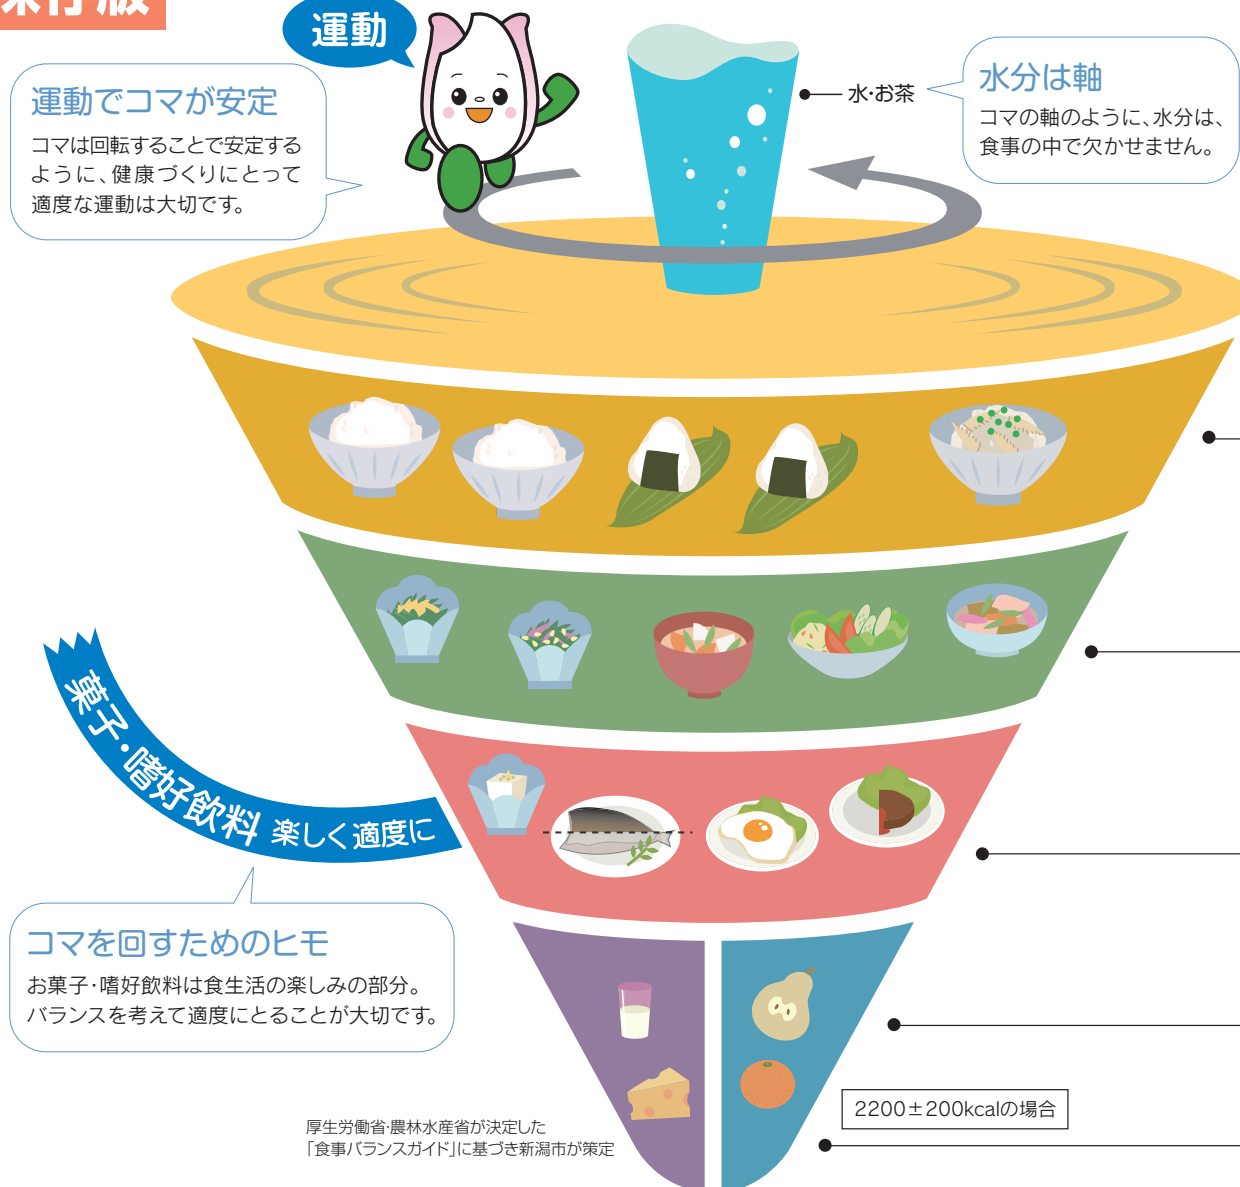 保存版
運動
運動でコマが安定
コマは回転することで安定する
ように、健康づくりにとって
適度な運動は大切です。
水・お茶
水分は軸
コマの軸のように、水分は、
食事の中で欠かせません。
菓子・嗜好飲料 楽しく適度に
コマを回すためのヒモ
お菓子・嗜好飲料は食生活の楽しみの部分。
バランスを考えて適度にとることが大切です。
2200±200kcalの場合
厚生労働省・農林水産省が決定した
「食事バランスガイド」に基づき新潟市が策定